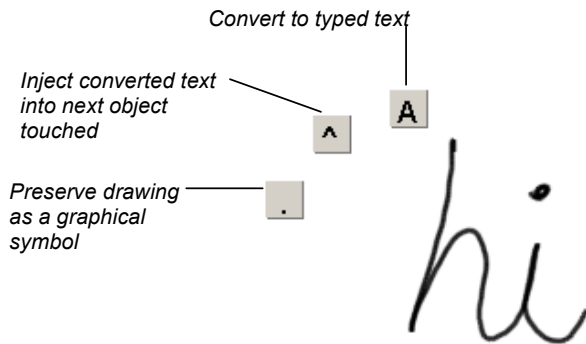 Convert to typed text
A
Inject converted text
into next object
touched
^
Preserve drawing
as a graphical
symbol
.
hi